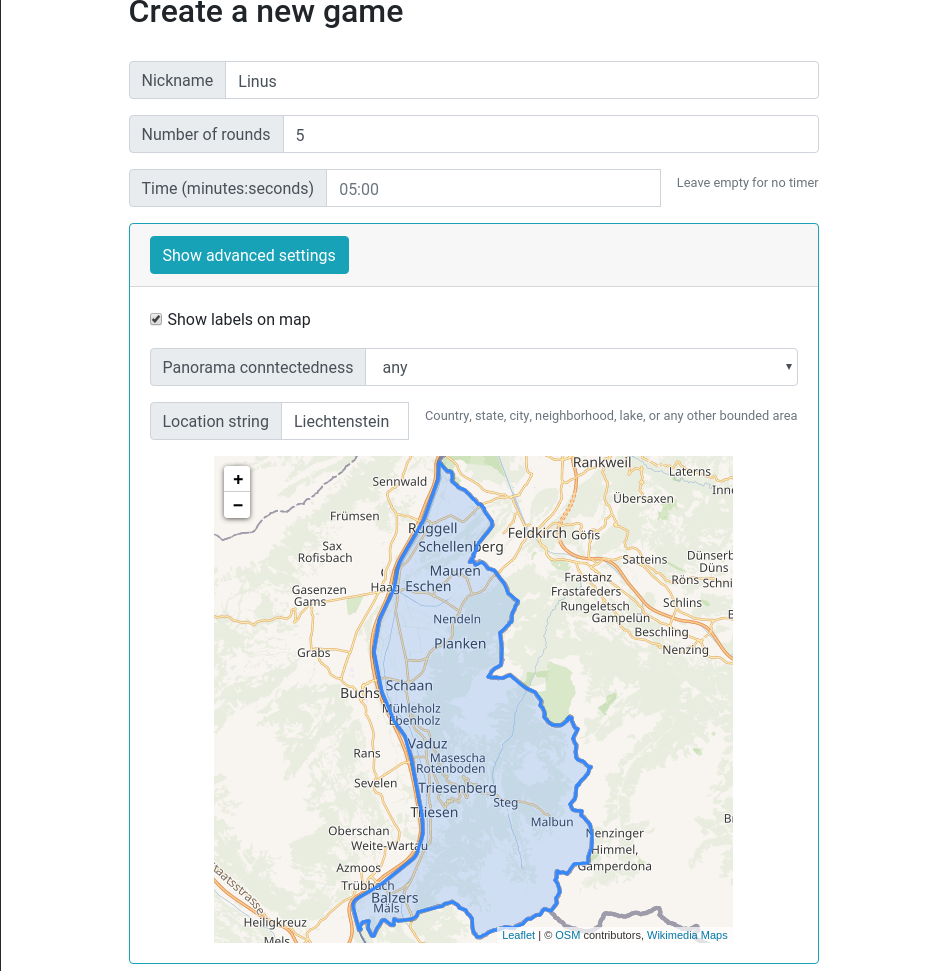 Create a new game
Nickname
Linus
Number of rounds
5
Time (minutes:seconds)
05:00
Leave empty for no timer
Show advanced settings
Show labels on map
Panorama conntectedness
any
Location string
Liechtenstein
Country, state, city, neighborhood, lake, or any other bounded area
+
−
Rankweil
Laterns
Sennwald
Inne
Übersaxen
Frümsen
Ruggell
Feldkirch
Göfis
Sax
Schellenberg
Rofisbach
Satteins
Dünserb
Düns
Mauren
Frastanz
Röns
Schni
Haag
Eschen
Gasenzen
Frastafeders
Gams
Rungeletsch
Schlins
Nendeln
Gampelün
Beschling
Planken
Nenzing
Grabs
Schaan
Buchs
Mühleholz
Ebenholz
Vaduz
Rans
Masescha
Rotenboden
Sevelen
Triesenberg
Steg
Triesen
Malbun
Oberschan
Nenzinger
Himmel,
Gamperdona
Weite-Wartau
Azmoos
Trübbach
Balzers
Mäls
Heiligkreuz
Mels
taatsstrasse
Leaflet | © OSM contributors, Wikimedia Maps